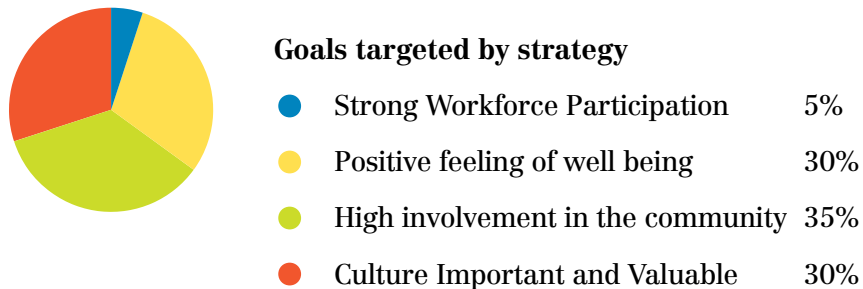 Goals targeted by strategy
Strong Workforce Participation 5%
Positive feeling of well being 30%
High involvement in the community 35%
Culture Important and Valuable 30%